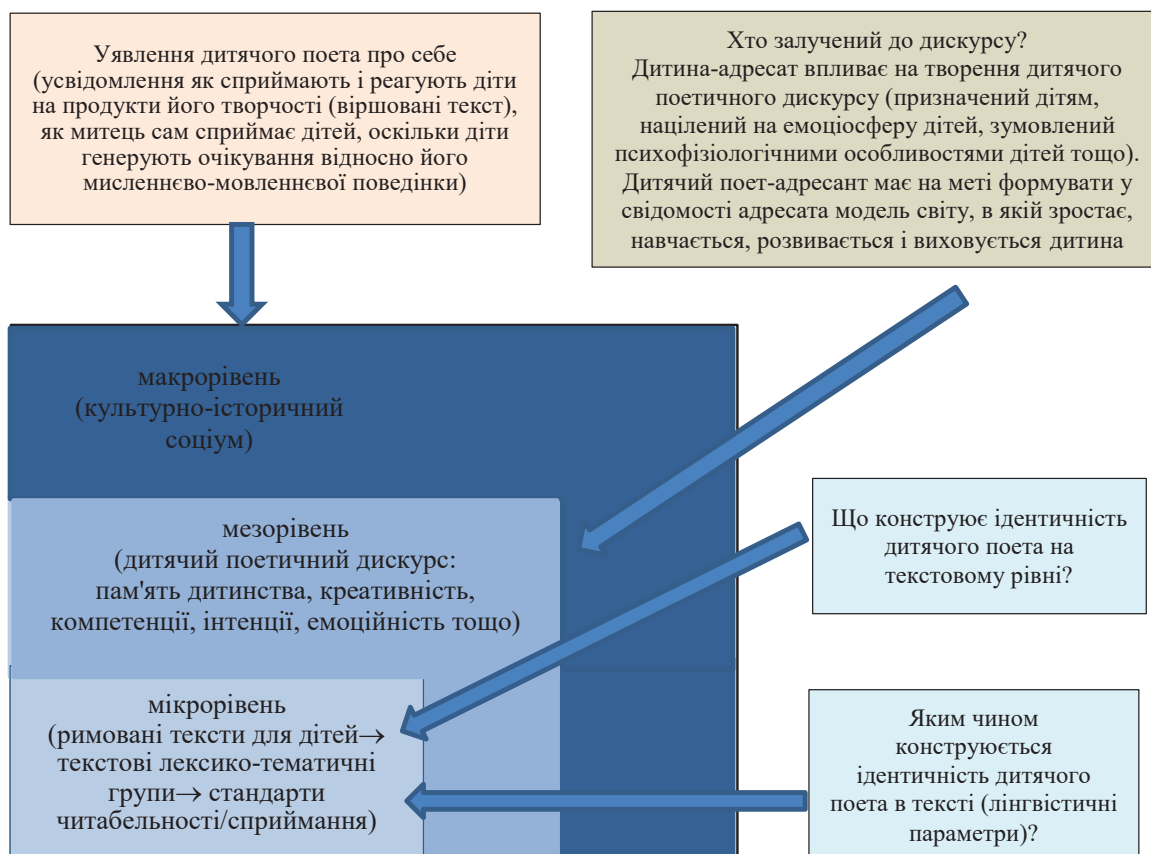 Уявлення дитячого поета про себе
(усвідомлення як сприймають і реагують діти
на продукти його творчості (віршовані текст),
як митець сам сприймає дітей, оскільки діти
генерують очікування відносно його
мисленнєво-мовленнєвої поведінки)
Хто залучений до дискурсу?
Дитина-адресат впливає на творення дитячого
поетичного дискурсу (призначений дітям,
націлений на емоціосферу дітей, зумовлений
психофізіологічними особливостями дітей тощо).
Дитячий поет-адресант має на меті формувати у
свідомості адресата модель світу, в якій зростає,
навчається, розвивається і виховується дитина
макрорівень
(культурно-історичний
соціум)
мезорівень
(дитячий поетичний дискурс:
пам'ять дитинства, креативність,
компетенції, інтенції, емоційність тощо)
Що конструює ідентичність
дитячого поета на
текстовому рівні?
мікрорівень
(римовані тексти для дітей→
текстові лексико-тематичні
групи→ стандарти
читабельності/сприймання)
Яким чином
конструюється
ідентичність дитячого
поета в тексті (лінгвістичні
параметри)?